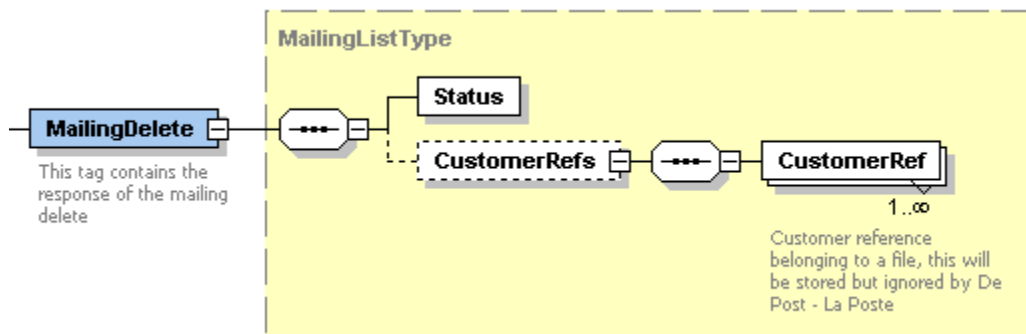 MailingListType
Status
MailingDelete
This tag contains the
response of the mailing
delete
CustomerRefs
CustomerRef
1..∞
Customer reference
belonging to a file, this will
be stored but ignored by De
Post - La Poste